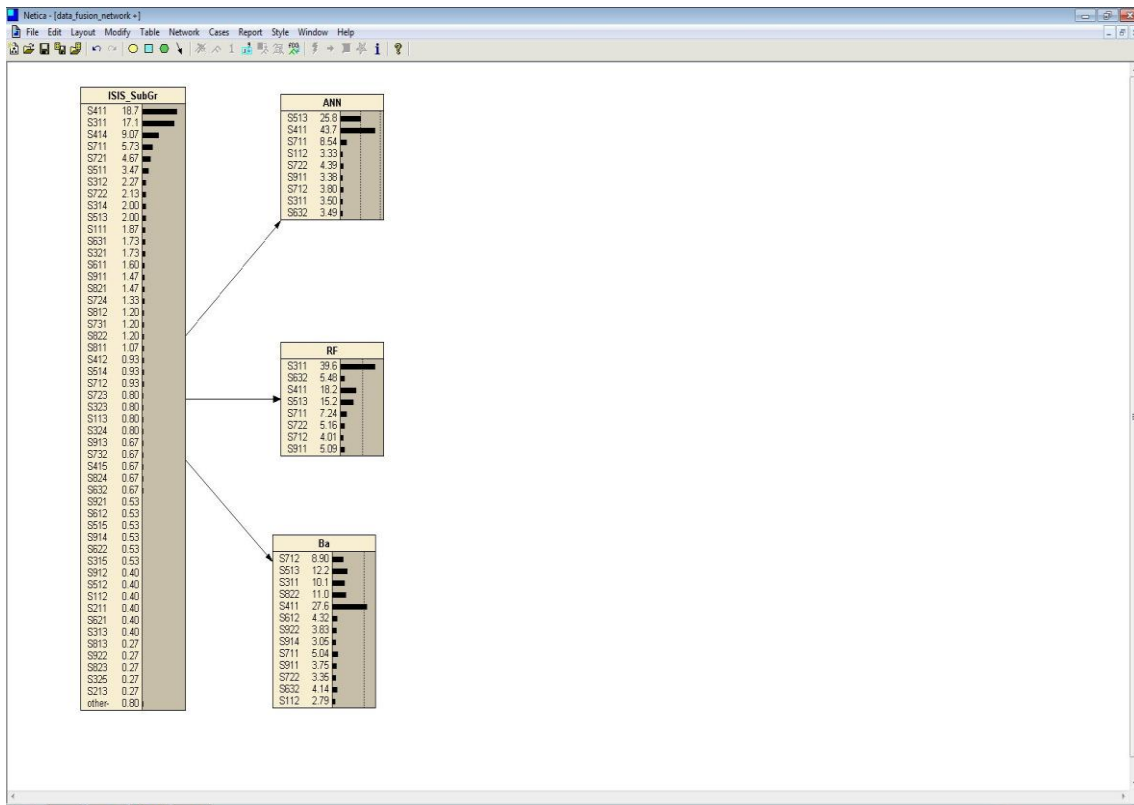 Netica - [data_fusion_network +]
File Edit Layout Modify Table Network Cases Report Style Window Help
ISIS_SubGr
S411 18.7
S311 17.1
S414 9.07
S711 5.73
S721 4.67
S511 3.47
S312 2.27
S722 2.13
S314 2.00
S513 2.00
S111 1.87
S631 1.73
S321 1.73
S611 1.60
S911 1.47
S821 1.47
S724 1.33
S812 1.20
S731 1.20
S822 1.20
S811 1.07
S412 0.93
S514 0.93
S712 0.93
S723 0.80
S323 0.80
S113 0.80
S324 0.80
S913 0.67
S732 0.67
S415 0.67
S824 0.67
S632 0.67
S921 0.53
S612 0.53
S515 0.53
S914 0.53
S622 0.53
S315 0.53
S912 0.40
S512 0.40
S112 0.40
S211 0.40
S621 0.40
S313 0.40
S813 0.27
S922 0.27
S823 0.27
S325 0.27
S213 0.27
other- 0.80
ANN
S513 25.8
S411 43.7
S711 8.54
S112 3.33
S722 4.39
S911 3.38
S712 3.80
S311 3.50
S632 3.49
RF
S311 39.6
S632 5.48
S411 18.2
S513 15.2
S711 7.24
S722 5.16
S712 4.01
S911 5.09
Ba
S712 8.90
S513 12.2
S311 10.1
S822 11.0
S411 27.6
S612 4.32
S922 3.83
S914 3.05
S711 5.04
S911 3.75
S722 3.35
S632 4.14
S112 2.79